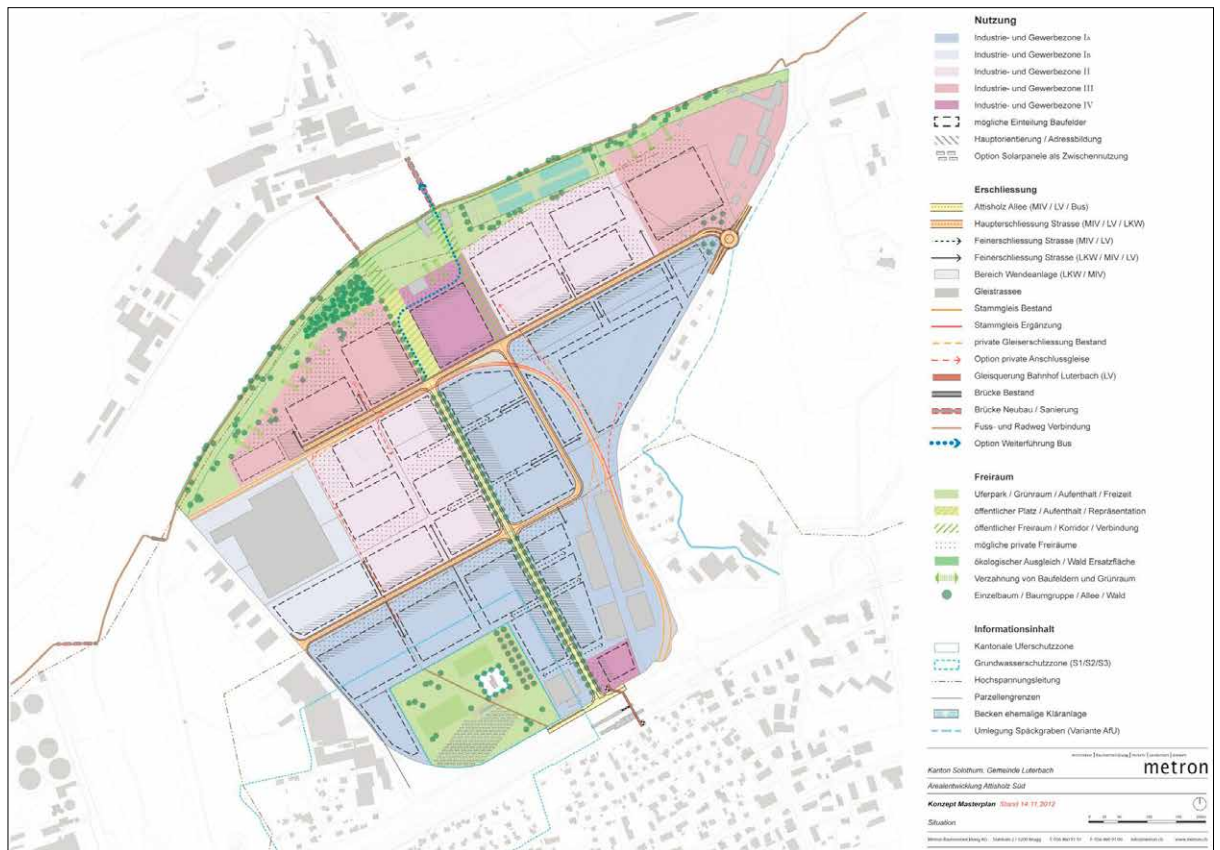 Nutzung
Industrie- und Gewerbezone IA
Industrie- und Gewerbezone IB
Industrie- und Gewerbezone II
Industrie- und Gewerbezone III
Industrie- und Gewerbezone IV
mögliche Einteilung Baufelder
Hauptorientierung / Adressbildung
Option Solarpanele als Zwischennutzung
Erschliessung
Attisholz Allee (MIV / LV / Bus)
Haupterschliessung Strasse (MIV / LV / LKW)
Feinerschliessung Strasse (MIV / LV)
Feinerschliessung Strasse (LKW / MIV / LV)
Bereich Wendeanlage (LKW / MIV)
Gleistrassee
Stammgleis Bestand
Stammgleis Ergänzung
private Gleiserschliessung Bestand
Option private Anschlussgleise
Gleisquerung Bahnhof Luterbach (LV)
Brücke Bestand
Brücke Neubau / Sanierung
Fuss- und Radweg Verbindung
Option Weiterführung Bus
Freiraum
Uferpark / Grünraum / Aufenthalt / Freizeit
öffentlicher Platz / Aufenthalt / Repräsentation
öffentlicher Freiraum / Korridor / Verbindung
mögliche private Freiräume
ökologischer Ausgleich / Wald Ersatzfläche
Verzahnung von Baufeldern und Grünraum
Einzelbaum / Baumgruppe / Allee / Wald
Informationsinhalt
Kantonale Uferschutzzone
Grundwasserschutzzone (S1/S2/S3)
Hochspannungsleitung
Parzellengrenzen
Becken ehemalige Kläranlage
Umlegung Späckgraben (Variante AfU)
metron
Kanton Solothurn, Gemeinde Luterbach
Arealentwicklung Attisholz Süd
Konzept Masterplan Stand 14.11.2012
Situation